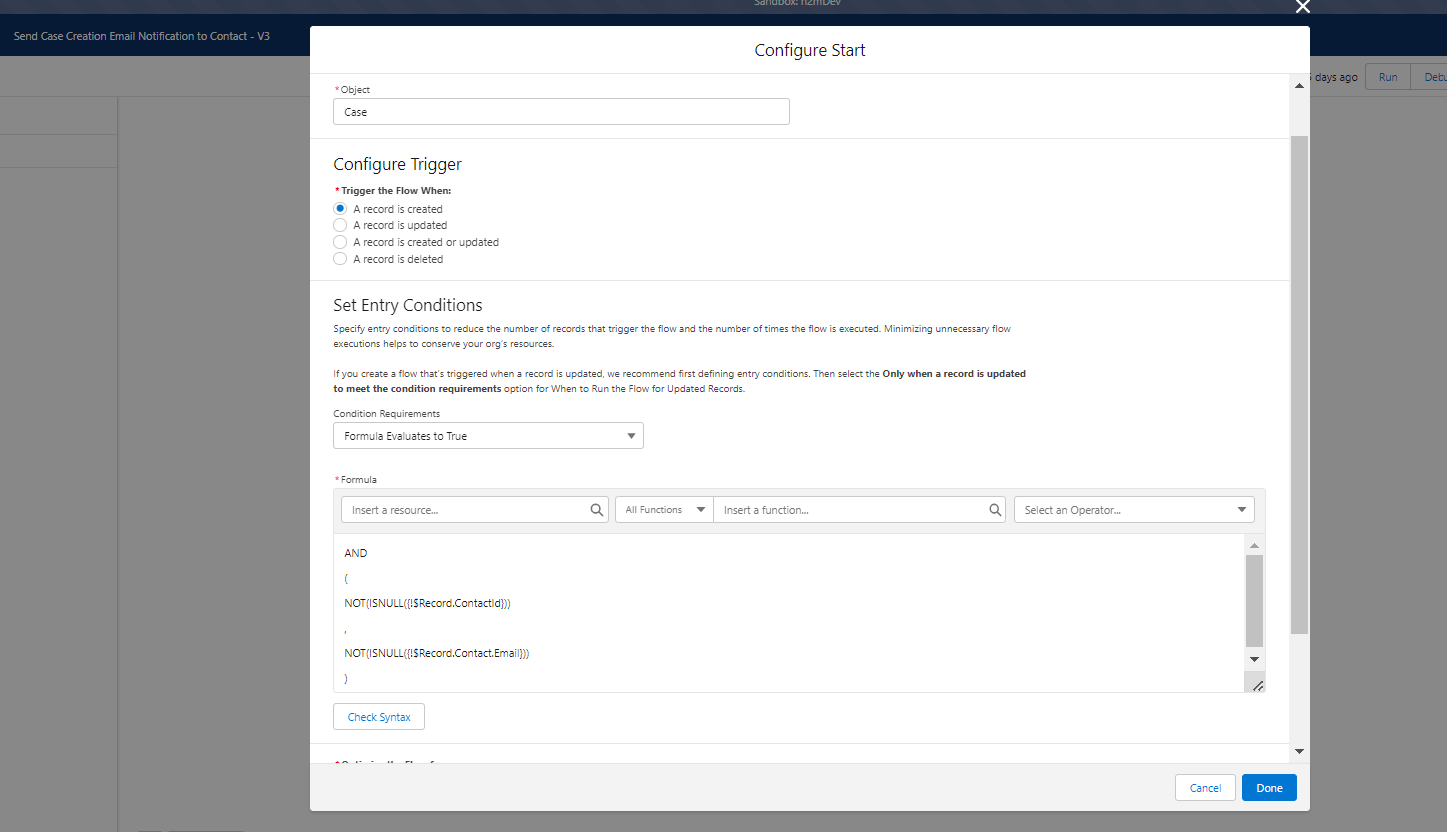 Sandbox: n2mDev
Send Case Creation Email Notification to Contact - V3
Configure Start
days ago
Run
* Object
Case
Configure Trigger
* Trigger the Flow When:
A record is created
A record is updated
A record is created or updated
A record is deleted
Set Entry Conditions
Specify entry conditions to reduce the number of records that trigger the flow and the number of times the flow is executed. Minimizing unnecessary flow
executions helps to conserve your org's resources.
If you create a flow that's triggered when a record is updated, we recommend first defining entry conditions. Then select the Only when a record is updated
to meet the condition requirements option for When to Run the Flow for Updated Records.
Condition Requirements
Formula Evaluates to True
* Formula
Insert a resource...
All Functions
Insert a function...
Select an Operator...
AND
(
NOT(ISNULL({!$Record.ContactId}))
,
NOT(ISNULL({!$Record.Contact.Email}))
)
Check Syntax
Cancel
Done